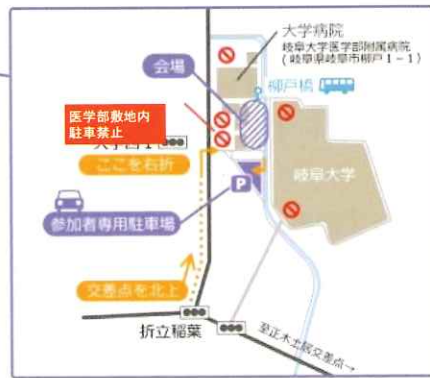 大学病院
岐阜大学医学部附属病院
(岐阜県岐阜市柳戸1-1)
会場
柳戸橋
医学部敷地内
駐車禁止
ここを右折
岐阜大学
P
参加者専用駐車場
交差点を北上
折立稲葉
至正木土居交差点→